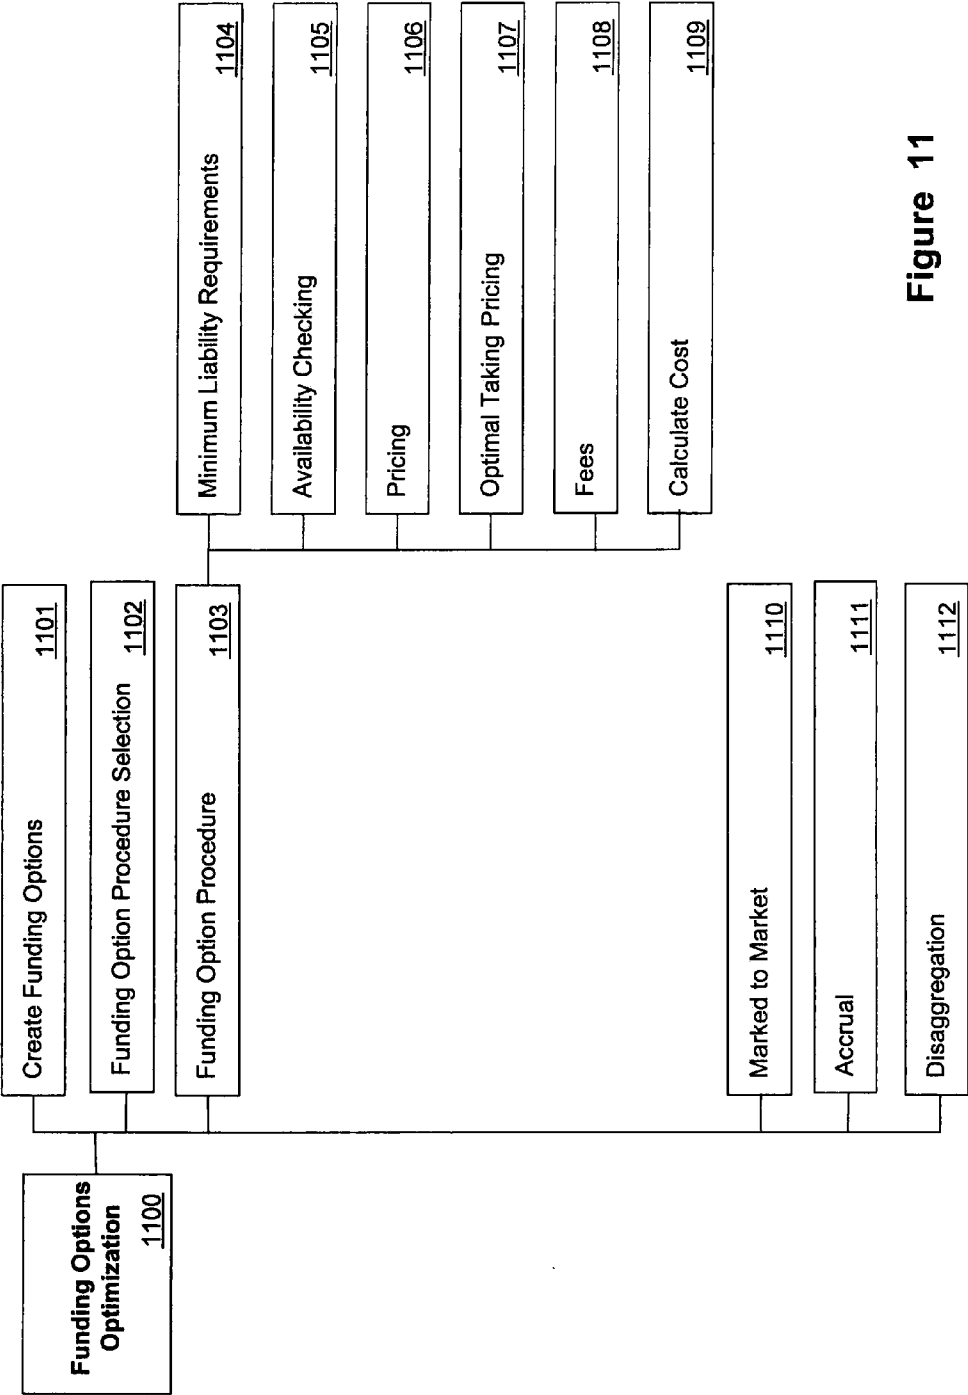 Funding Options
Optimization
1100
Create Funding Options
1101
Funding Option Procedure Selection
1102
Funding Option Procedure
1103
Minimum Liability Requirements
1104
Availability Checking
1105
Pricing
1106
Optimal Taking Pricing
1107
Fees
1108
Calculate Cost
1109
Marked to Market
1110
Accrual
1111
Disaggregation
1112
Figure 11